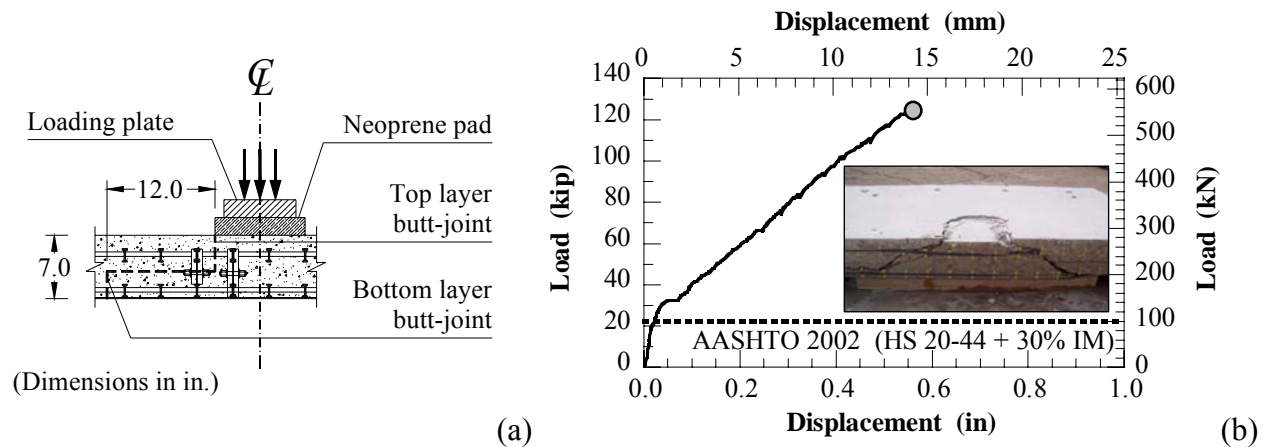 ℄
Loading plate
Neoprene pad
12.0
Top layer
butt-joint
7.0
Bottom layer
butt-joint
(Dimensions in in.)
(a)
Displacement (mm)
0 5 10 15 20 25
140
120
100
80
60
40
20
0
Load (kip)
600
500
400
300
200
100
0
Load (kN)
AASHTO 2002 (HS 20-44 + 30% IM)
0.0 0.2 0.4 0.6 0.8 1.0
Displacement (in)
(b)